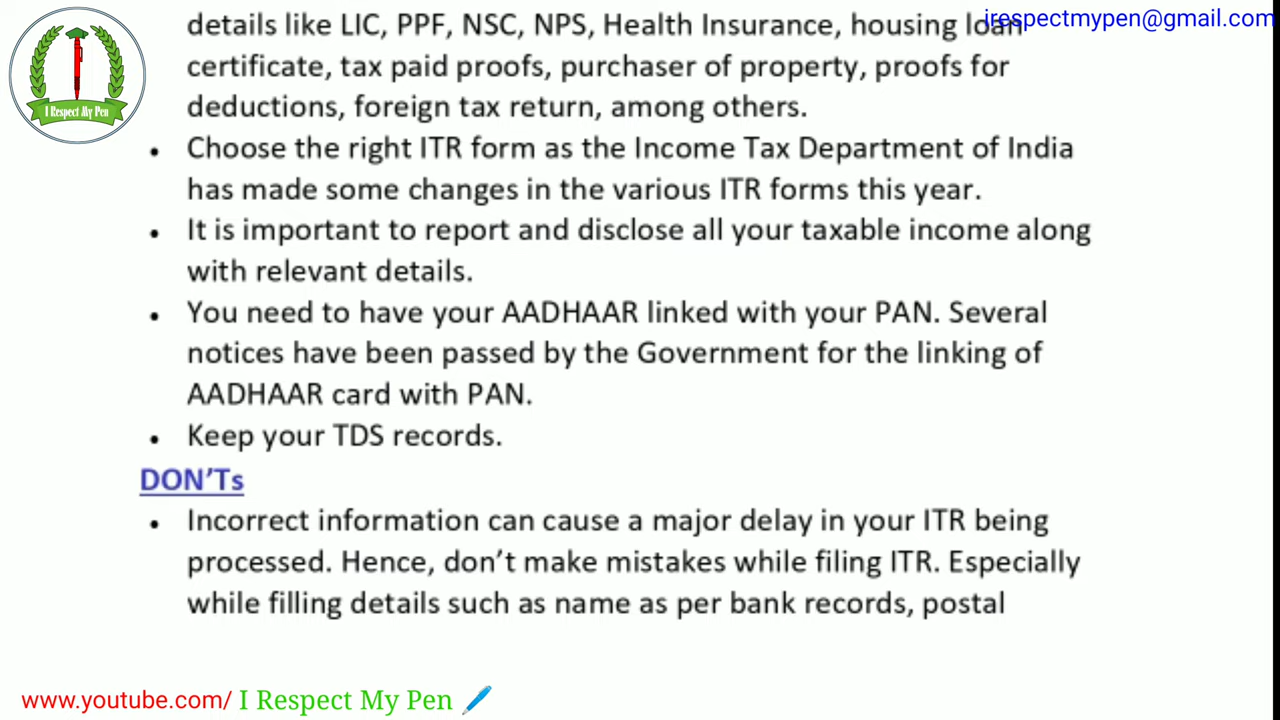 details like LIC, PPF, NSC, NPS, Health Insurance, housing loan
irespectmypen@gmail.com
certificate, tax paid proofs, purchaser of property, proofs for
deductions, foreign tax return, among others.
I Respect My Pen
• Choose the right ITR form as the Income Tax Department of India
has made some changes in the various ITR forms this year.
• It is important to report and disclose all your taxable income along
with relevant details.
• You need to have your AADHAAR linked with your PAN. Several
notices have been passed by the Government for the linking of
AADHAAR card with PAN.
• Keep your TDS records.
DON'Ts
• Incorrect information can cause a major delay in your ITR being
processed. Hence, don't make mistakes while filing ITR. Especially
while filling details such as name as per bank records, postal
www.youtube.com/ I Respect My Pen